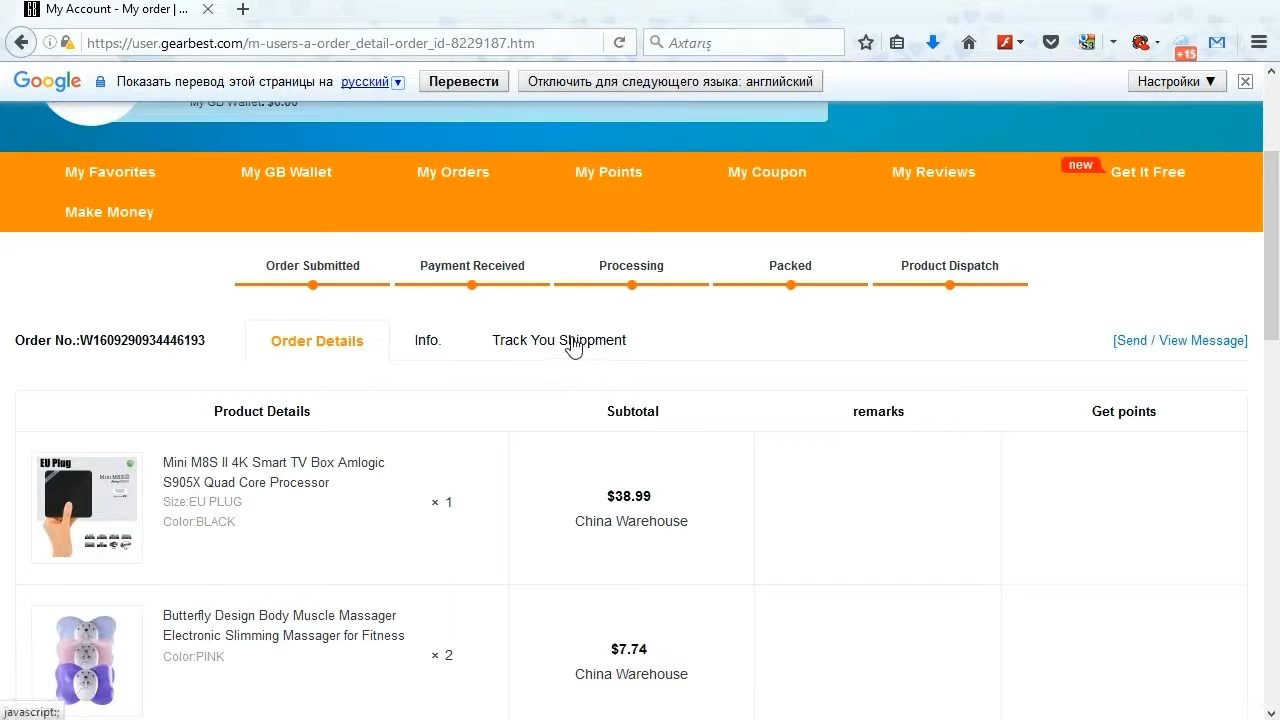 My Account - My order | ...
https://user.gearbest.com/m-users-a-order_detail-order_id-8229187.htm
Axtarış
+15
Google Показать перевод этой страницы на русский Перевести Отключить для следующего языка: английский Настройки ▼
My GB Wallet: $0.00
My Favorites
My GB Wallet
My Orders
My Points
My Coupon
My Reviews
new
Get It Free
Make Money
Order Submitted
Payment Received
Processing
Packed
Product Dispatch
Order No.:W1609290934446193
Order Details
Info.
Track You Shipment
[Send / View Message]
Product Details
Subtotal
remarks
Get points
EU Plug
Mini M8S II 4K Smart TV Box Amlogic
S905X Quad Core Processor
Size:EU PLUG
Color:BLACK
× 1
$38.99
China Warehouse
Butterfly Design Body Muscle Massager
Electronic Slimming Massager for Fitness
Color:PINK
× 2
$7.74
China Warehouse
javascript:;